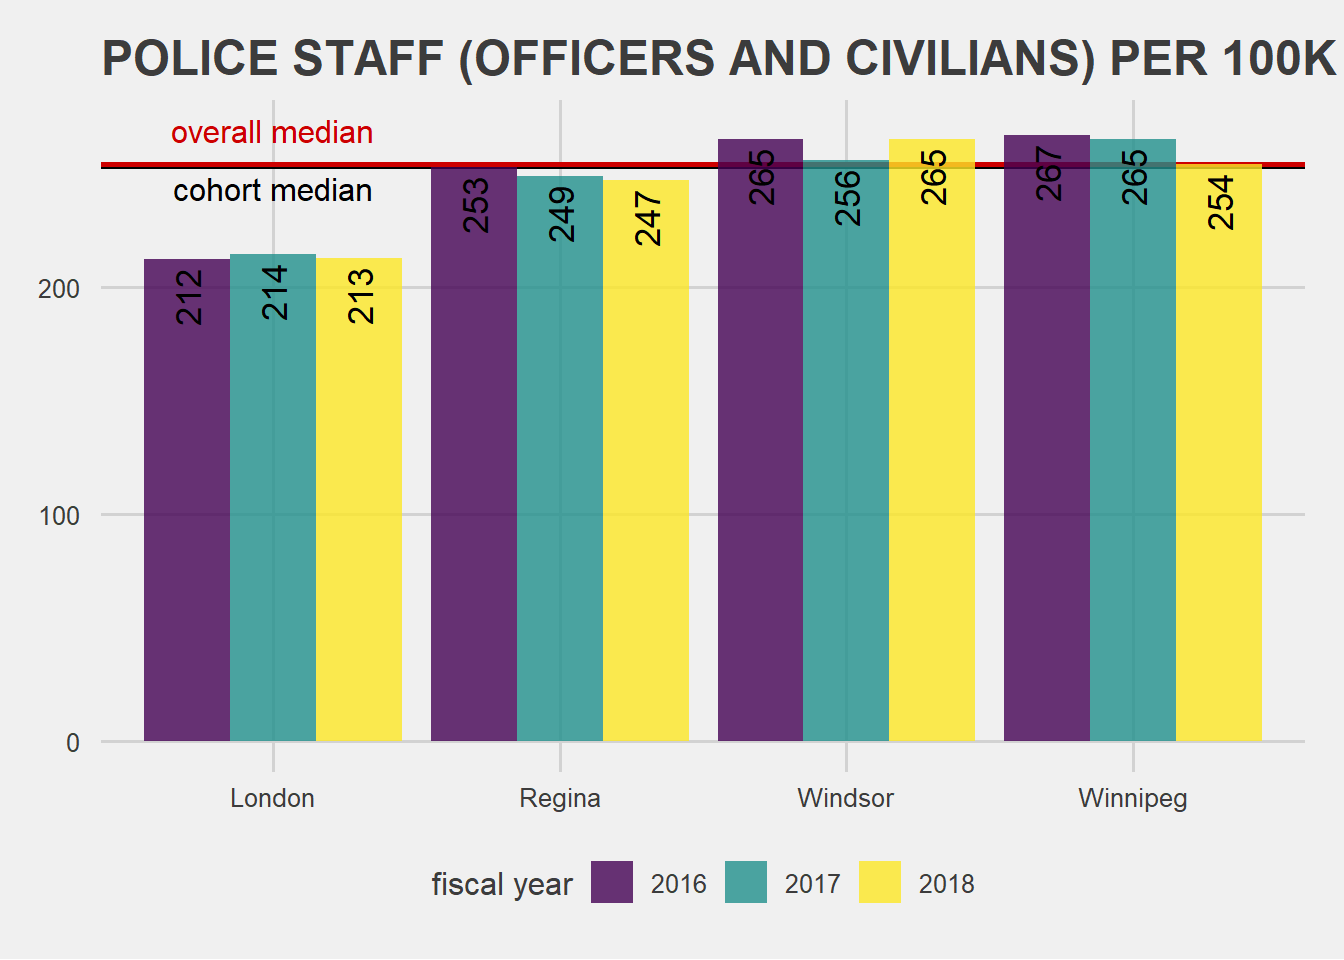 POLICE STAFF (OFFICERS AND CIVILIANS) PER 100K
overall median
cohort median
212
214
213
253
249
247
265
256
265
267
265
254
200
100
0
London
Regina
Windsor
Winnipeg
fiscal year
2016
2017
2018